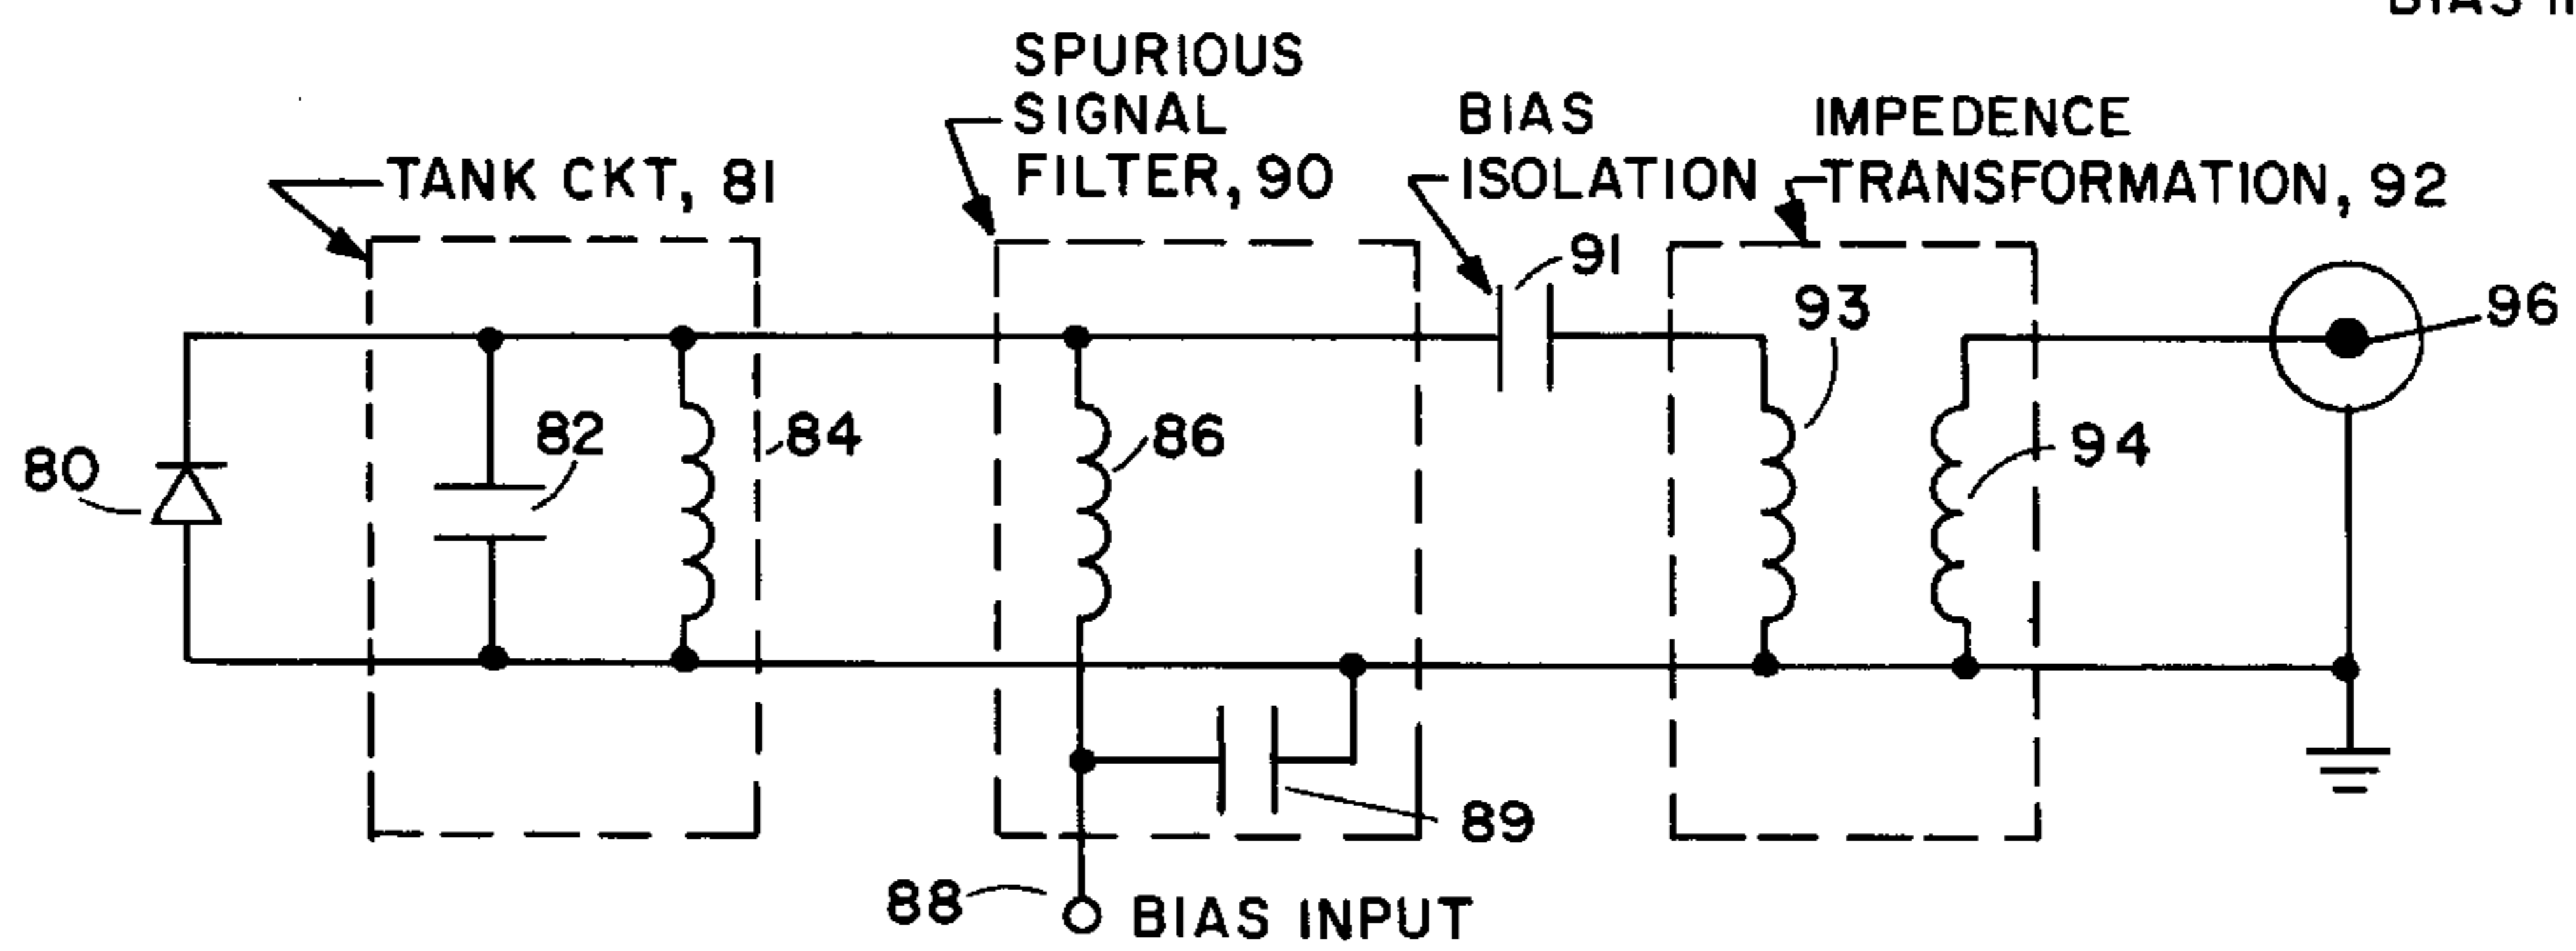 SPURIOUS
SIGNAL
FILTER, 90
BIAS
ISOLATION
IMPEDENCE
TRANSFORMATION, 92
TANK CKT, 81
91
93
96
82
84
86
94
80
89
88
BIAS INPUT
BIAS